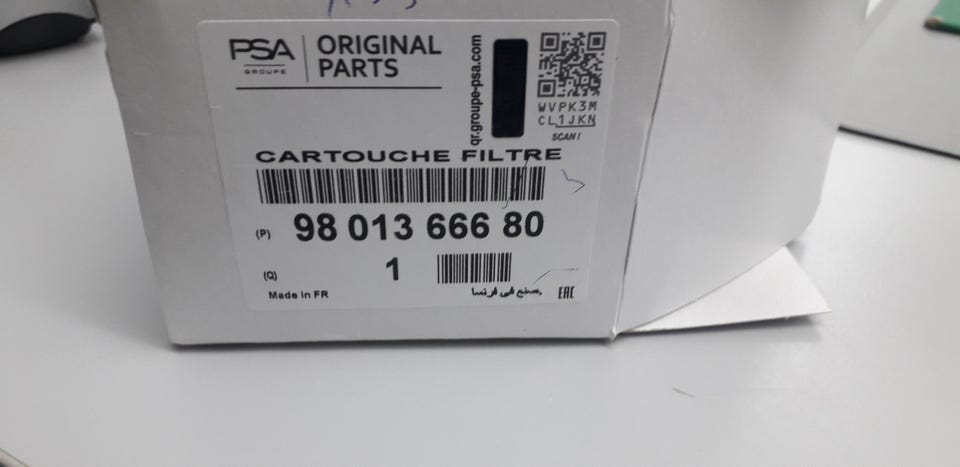 PSA
GROUPE
ORIGINAL
PARTS
qr.groupe-psa.com
WVPK3M
CL1JKN
SCAN!
CARTOUCHE FILTRE
(P) 98 013 666 80
(Q) 1
Made in FR
صنع في فرنسا.
EAC